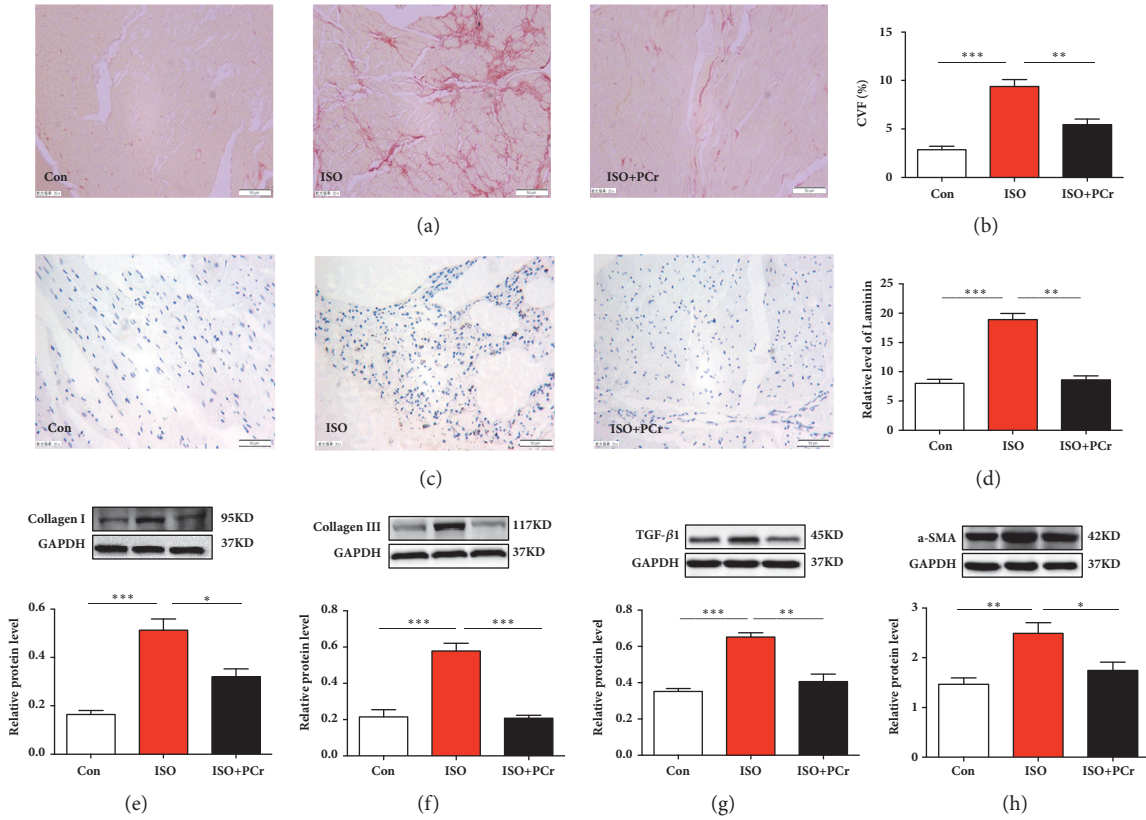 Con
ISO
ISO+PCr
(a)
CVF (%)
15
10
5
0
***
**
Con
ISO
ISO+PCr
(b)
Con
ISO
ISO+PCr
(c)
Relative level of Laminin
25
20
15
10
5
0
***
**
Con
ISO
ISO+PCr
(d)
Collagen I
95KD
GAPDH
37KD
Relative protein level
0.6
0.4
0.2
0.0
***
*
Con
ISO
ISO+PCr
(e)
Collagen III
117KD
GAPDH
37KD
Relative protein level
0.8
0.6
0.4
0.2
0.0
***
***
Con
ISO
ISO+PCr
(f)
TGF-β1
45KD
GAPDH
37KD
Relative protein level
0.8
0.6
0.4
0.2
0.0
***
**
Con
ISO
ISO+PCr
(g)
a-SMA
42KD
GAPDH
37KD
Relative protein level
3
2
1
0
**
*
Con
ISO
ISO+PCr
(h)